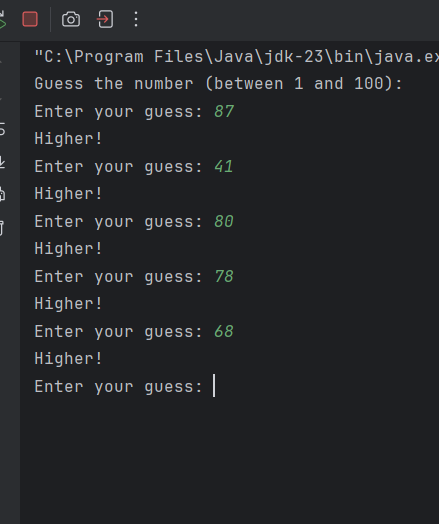 "C:\Program Files\Java\jdk-23\bin\java.ex
Guess the number (between 1 and 100):
Enter your guess: 87
Higher!
Enter your guess: 41
Higher!
Enter your guess: 80
Higher!
Enter your guess: 78
Higher!
Enter your guess: 68
Higher!
Enter your guess: